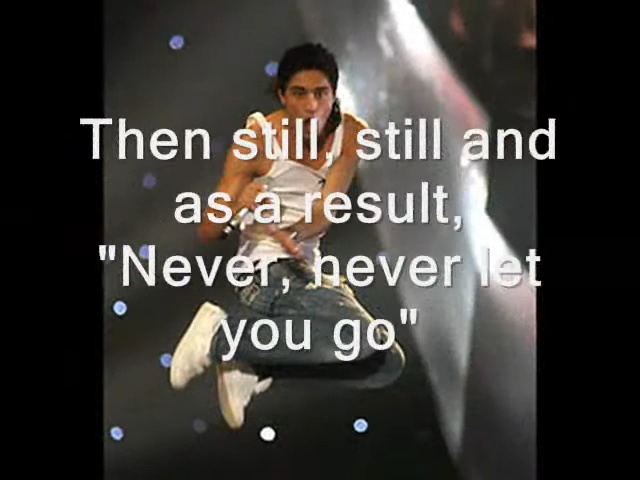 Then still, still and
as a result,
"Never, never let
you go"